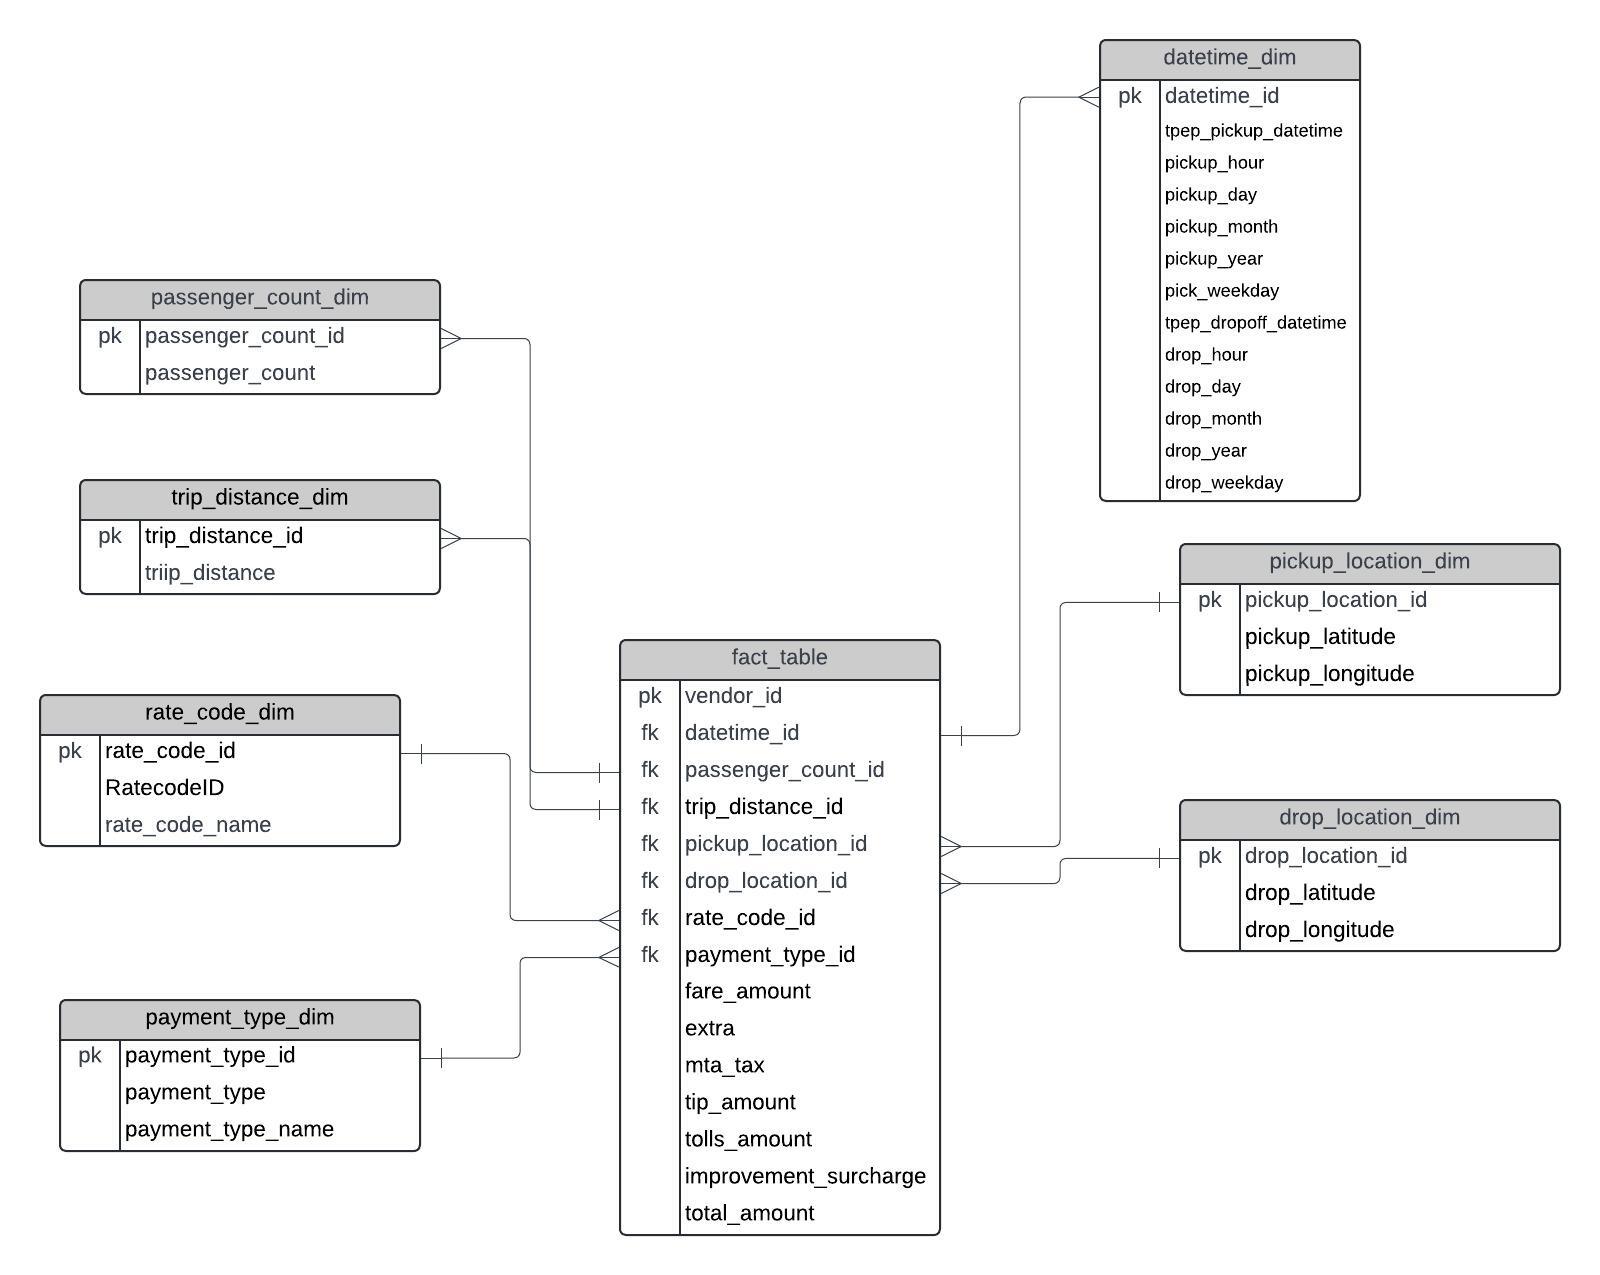 datetime_dim
pk datetime_id
tpep_pickup_datetime
pickup_hour
pickup_day
pickup_month
pickup_year
pick_weekday
tpep_dropoff_datetime
drop_hour
drop_day
drop_month
drop_year
drop_weekday
passenger_count_dim
pk passenger_count_id
passenger_count
trip_distance_dim
pk trip_distance_id
triip_distance
rate_code_dim
pk rate_code_id
RatecodeID
rate_code_name
payment_type_dim
pk payment_type_id
payment_type
payment_type_name
fact_table
pk vendor_id
fk datetime_id
fk passenger_count_id
fk trip_distance_id
fk pickup_location_id
fk drop_location_id
fk rate_code_id
fk payment_type_id
fare_amount
extra
mta_tax
tip_amount
tolls_amount
improvement_surcharge
total_amount
pickup_location_dim
pk pickup_location_id
pickup_latitude
pickup_longitude
drop_location_dim
pk drop_location_id
drop_latitude
drop_longitude